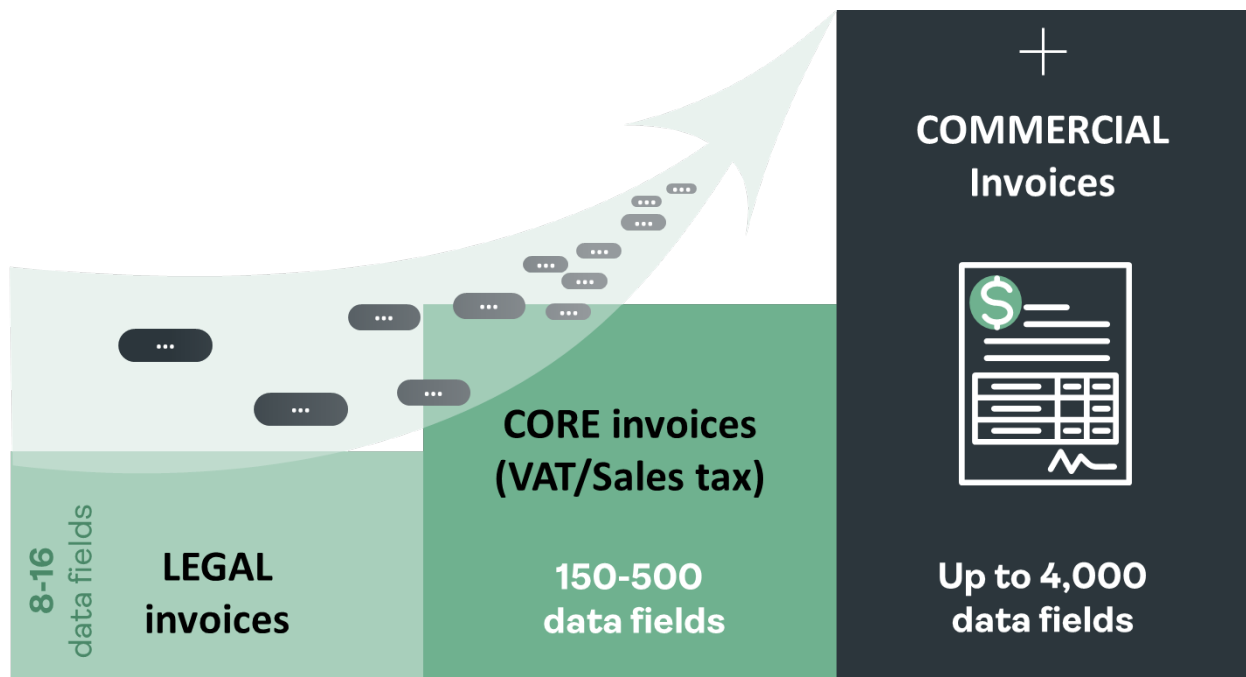 8-16
data fields
LEGAL
invoices
CORE invoices
(VAT/Sales tax)
150-500
data fields
COMMERCIAL
Invoices
$
Up to 4,000
data fields